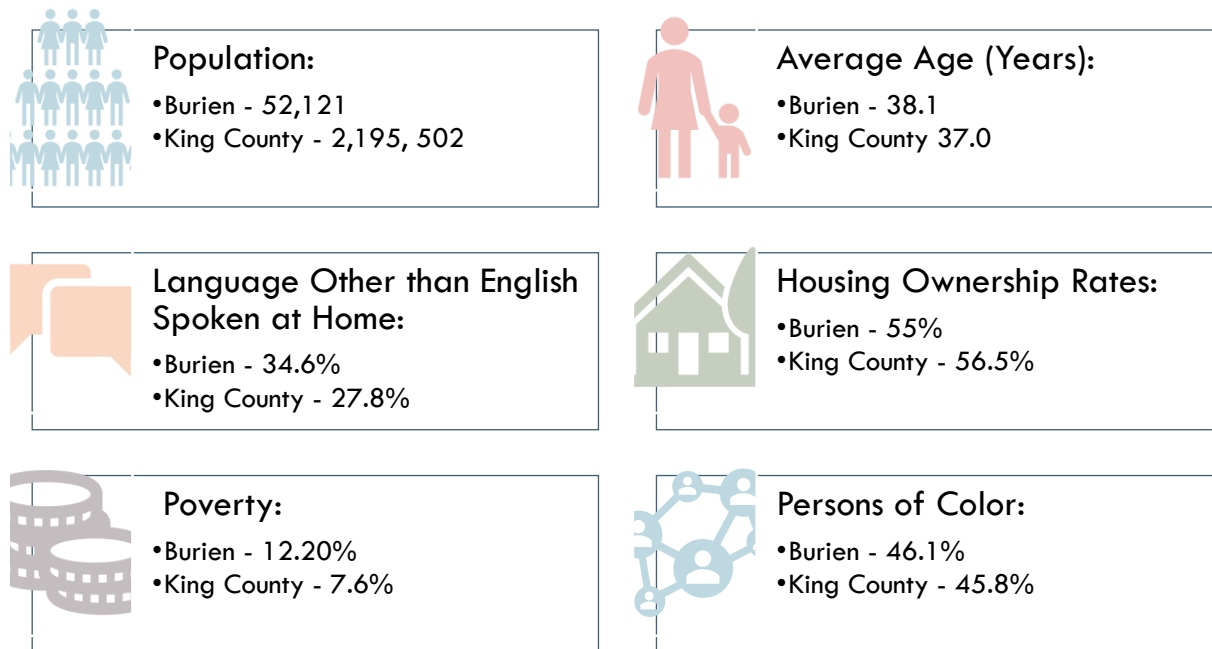 Population:
•Burien - 52,121
•King County - 2,195, 502
Average Age (Years):
•Burien - 38.1
•King County 37.0
Language Other than English
Spoken at Home:
•Burien - 34.6%
•King County - 27.8%
Housing Ownership Rates:
•Burien - 55%
•King County - 56.5%
Poverty:
•Burien - 12.20%
•King County - 7.6%
Persons of Color:
•Burien - 46.1%
•King County - 45.8%